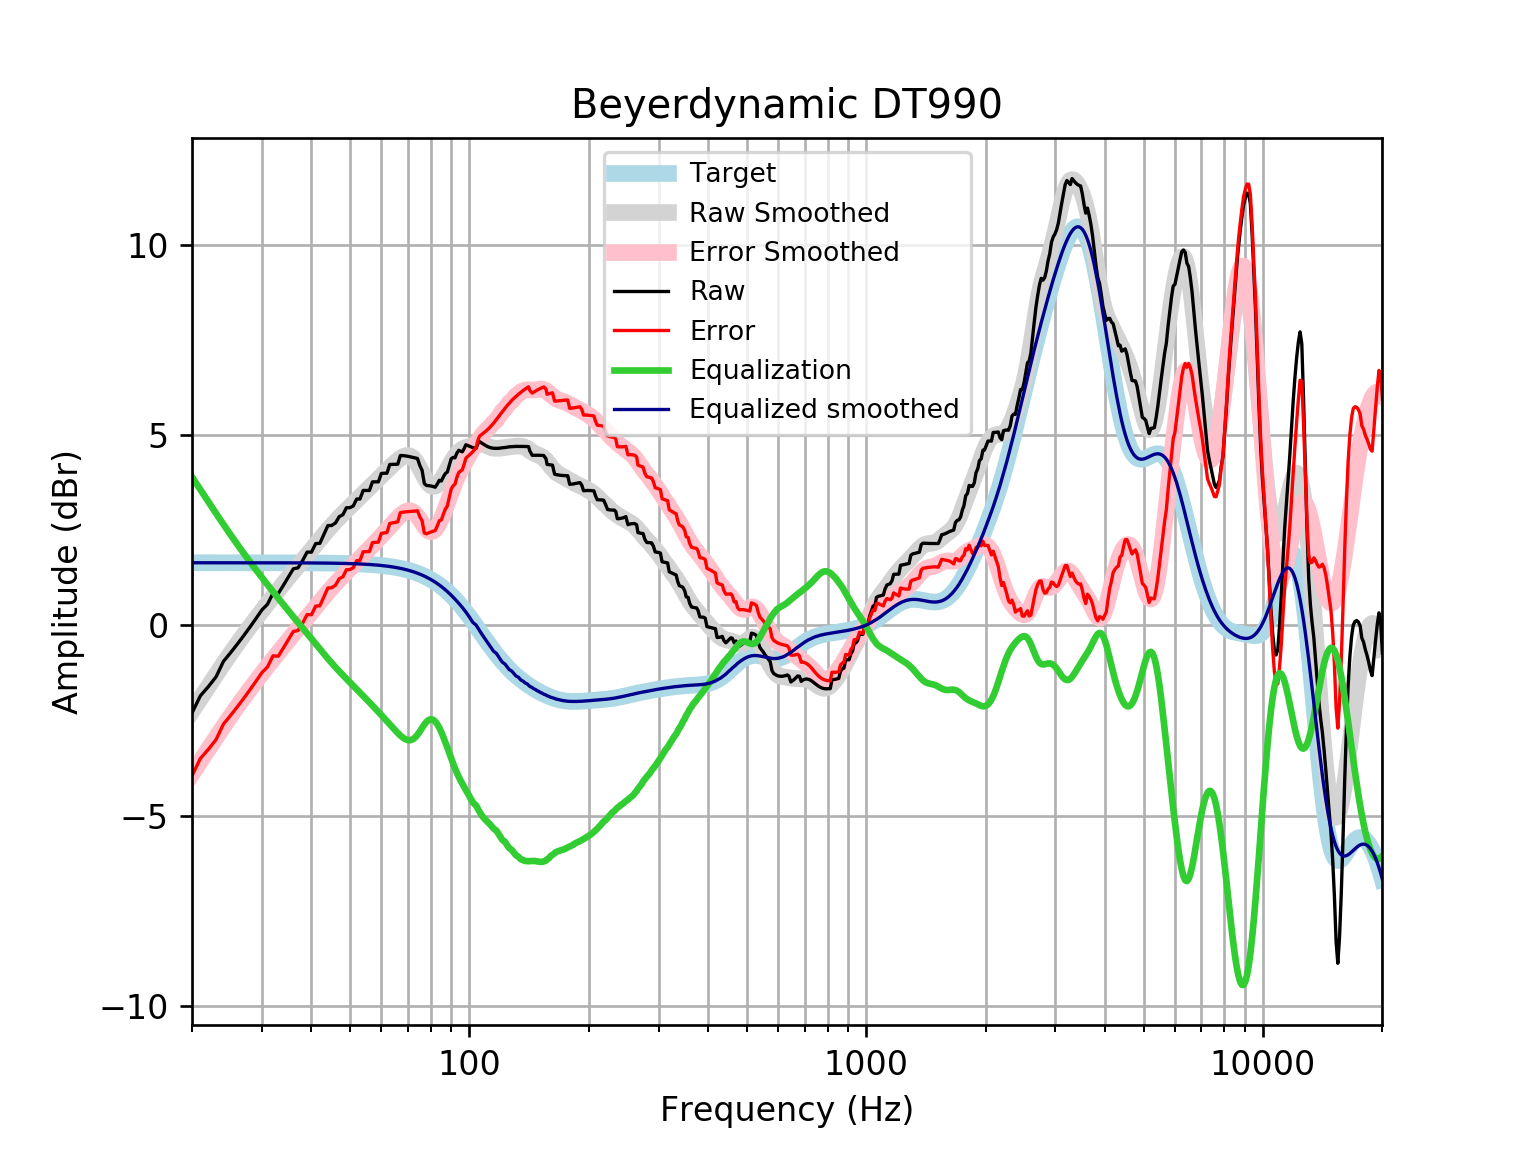 Beyerdynamic DT990
Target
Raw Smoothed
Error Smoothed
Raw
Error
Equalization
Equalized smoothed
10
5
0
−5
−10
Amplitude (dBr)
100
1000
10000
Frequency (Hz)